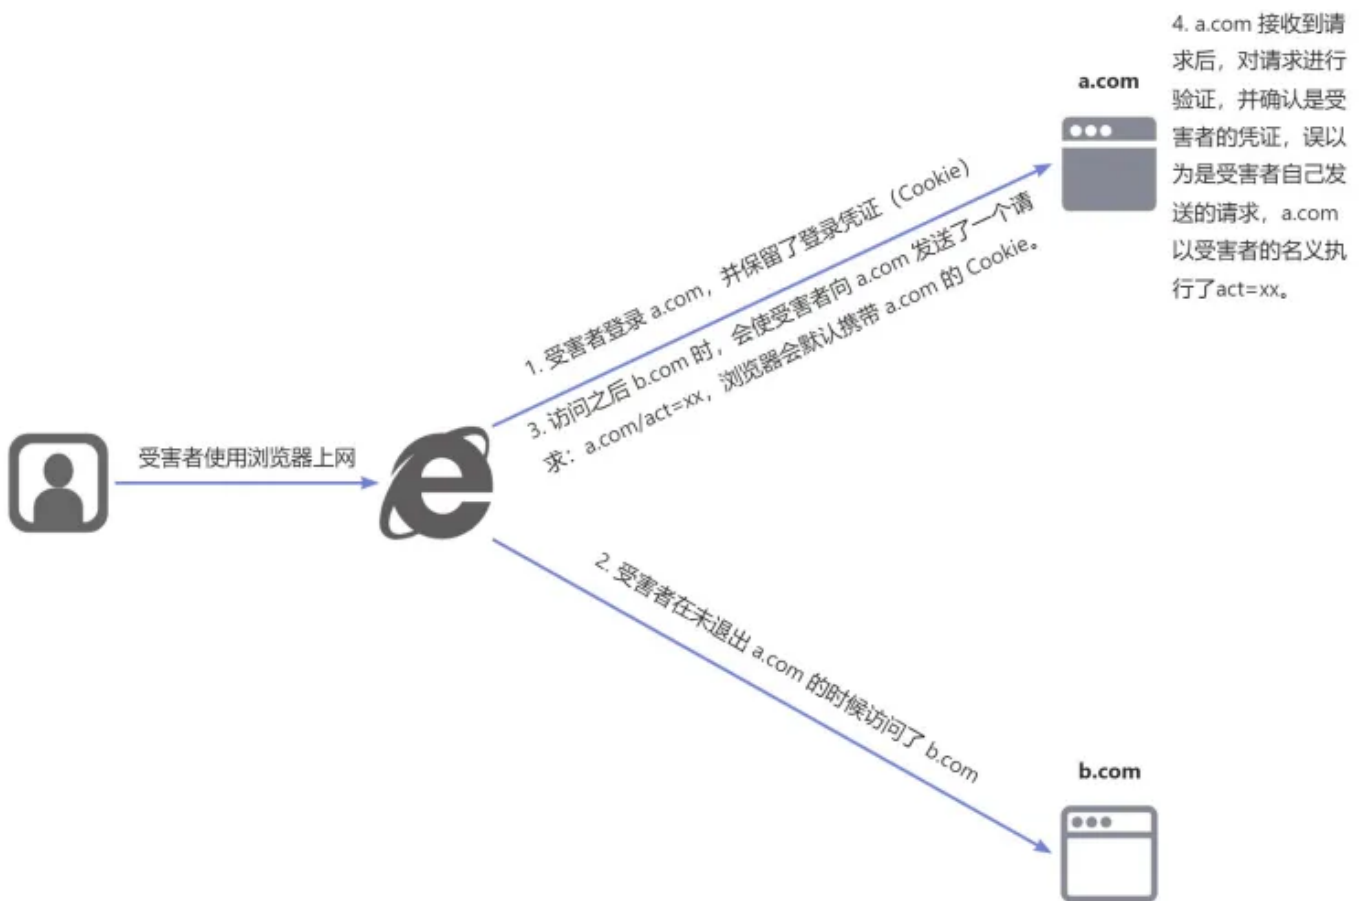 受害者使用浏览器上网
1. 受害者登录 a.com，并保留了登录凭证（Cookie）
3. 访问之后 b.com 时，会使受害者向 a.com 发送了一个请
求：a.com/act=xx，浏览器会默认携带 a.com 的 Cookie。
2. 受害者在未退出 a.com 的时候访问了 b.com
a.com
4. a.com 接收到请
求后，对请求进行
验证，并确认是受
害者的凭证，误以
为是受害者自己发
送的请求，a.com
以受害者的名义执
行了act=xx。
b.com